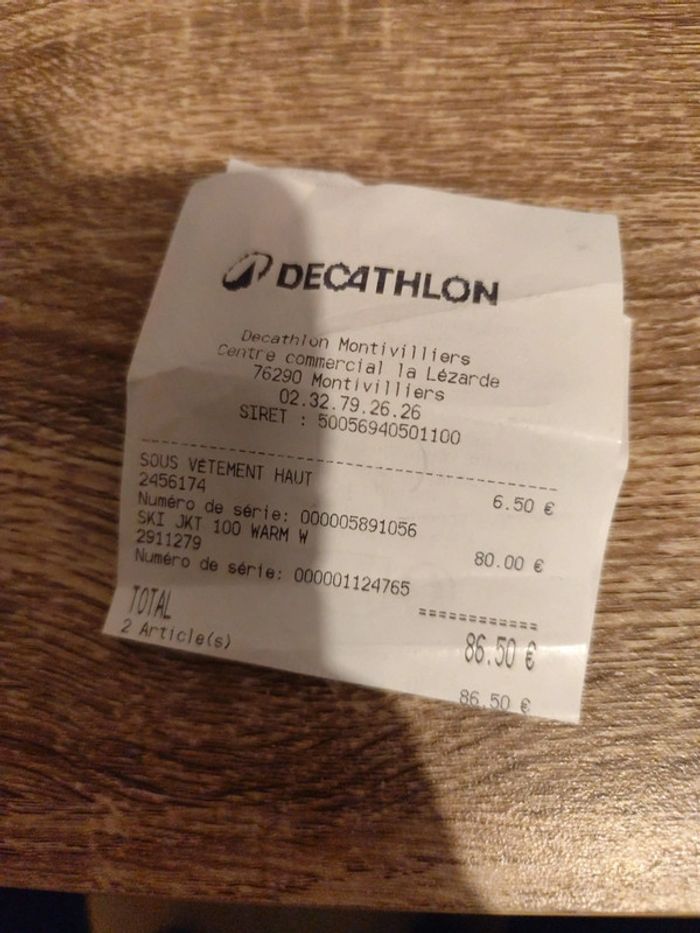 DECATHLON
Decathlon Montivilliers
Centre commercial la Lézarde
76290 Montivilliers
02.32.79.26.26
SIRET : 50056940501100
--------------------------------------------
SOUS VÉTEMENT HAUT 6.50 €
2456174
Numéro de série: 000005891056
SKI JKT 100 WARM W 80.00 €
2911279
Numéro de série: 000001124765
============
TOTAL 86.50 €
2 Article(s)
86.50 €